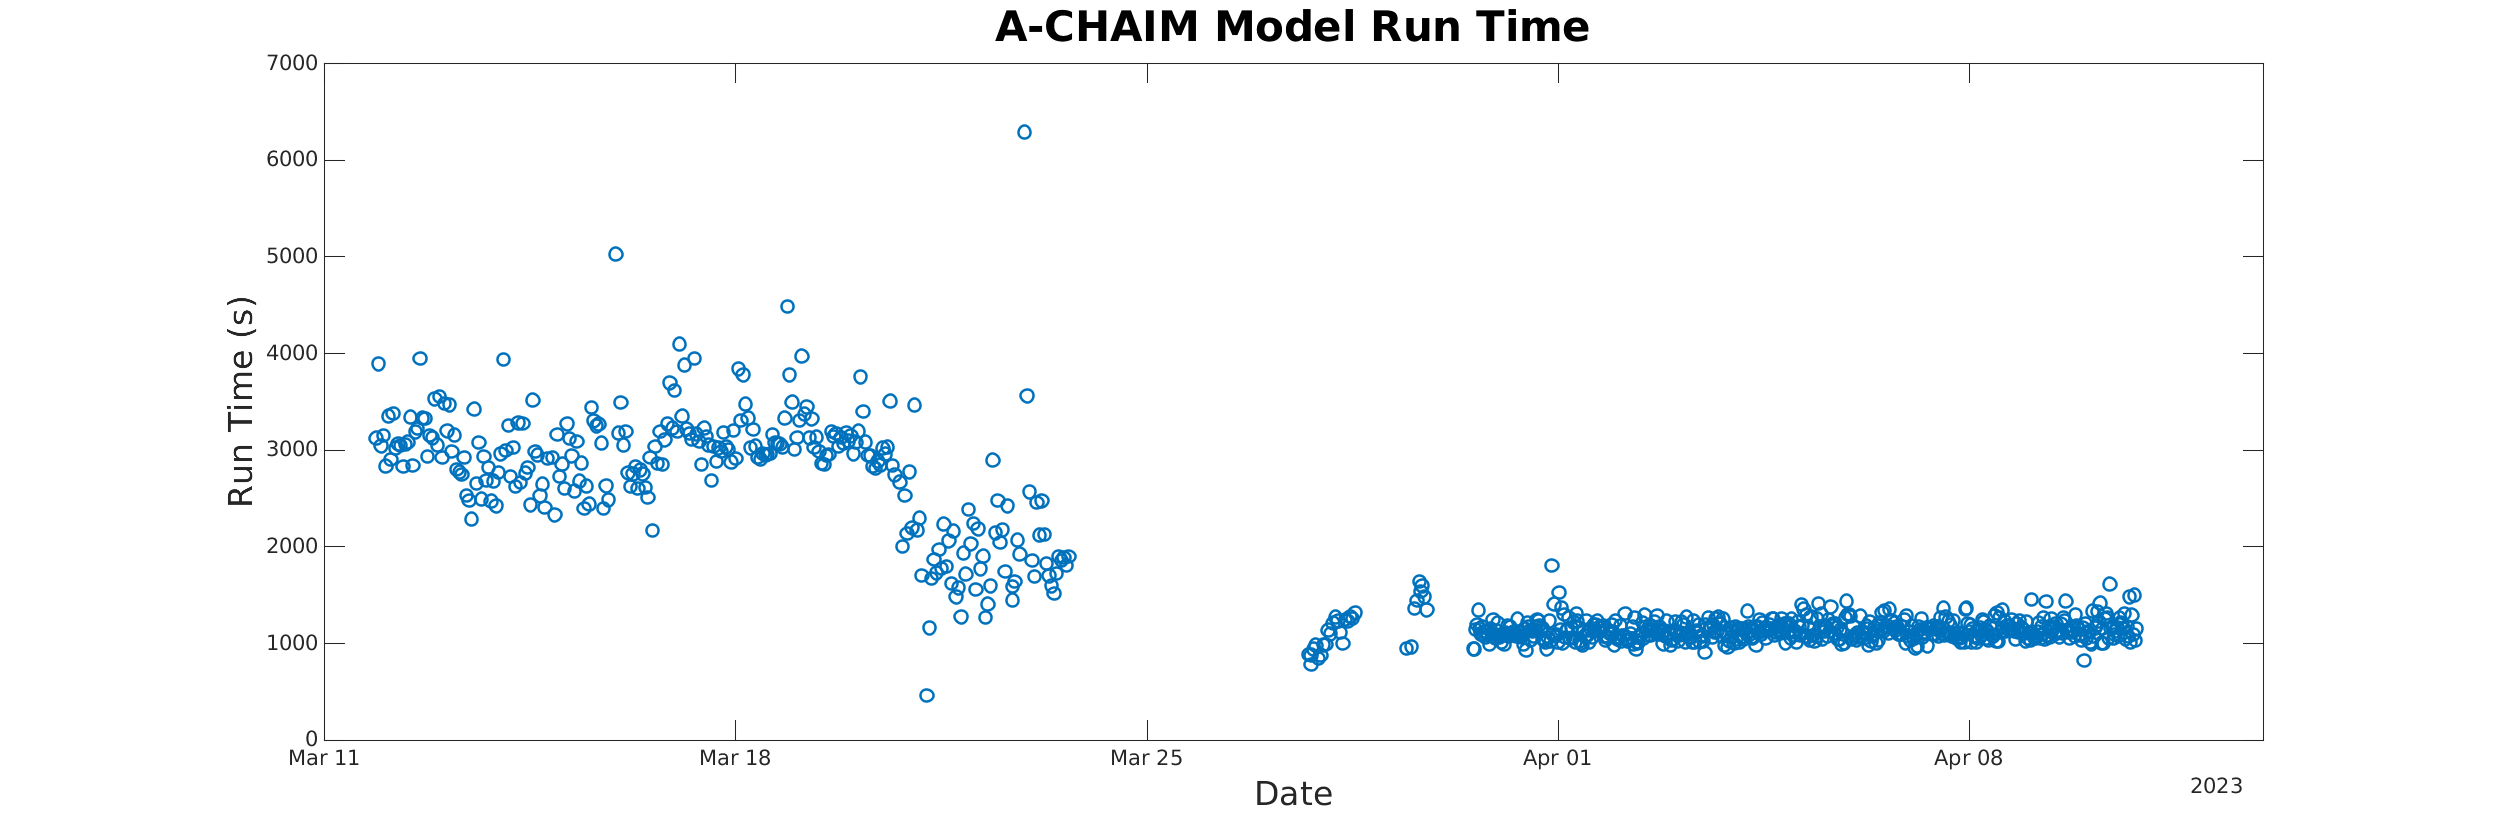 A-CHAIM Model Run Time
7000
6000
5000
4000
3000
2000
1000
0
Run Time (s)
Mar 11
Mar 18
Mar 25
Apr 01
Apr 08
2023
Date